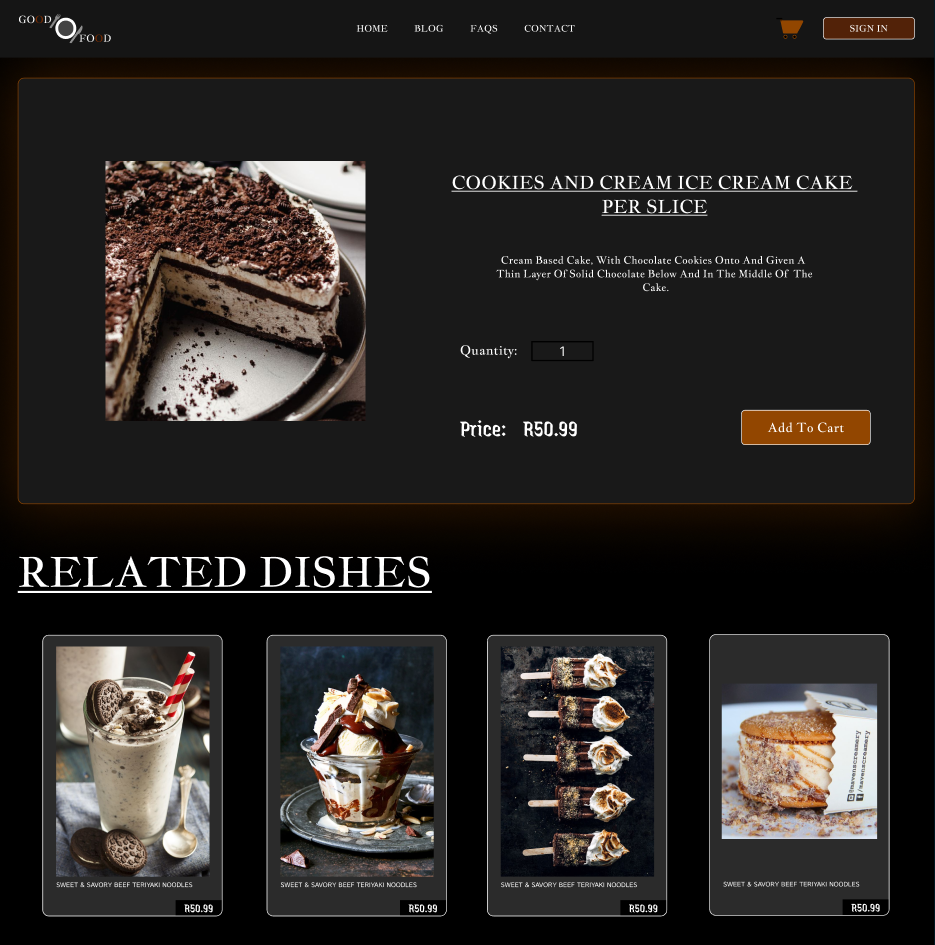 GOOD
FOOD
HOME BLOG FAQS CONTACT
SIGN IN
COOKIES AND CREAM ICE CREAM CAKE
PER SLICE
Cream Based Cake, With Chocolate Cookies Onto And Given A
Thin Layer Of Solid Chocolate Below And In The Middle Of The
Cake.
Quantity: 1
Price: R50.99
Add To Cart
RELATED DISHES
@mavenscreamery
/mavenscreamery
SWEET & SAVORY BEEF TERIYAKI NOODLES
R50.99
SWEET & SAVORY BEEF TERIYAKI NOODLES
R50.99
SWEET & SAVORY BEEF TERIYAKI NOODLES
R50.99
SWEET & SAVORY BEEF TERIYAKI NOODLES
R50.99